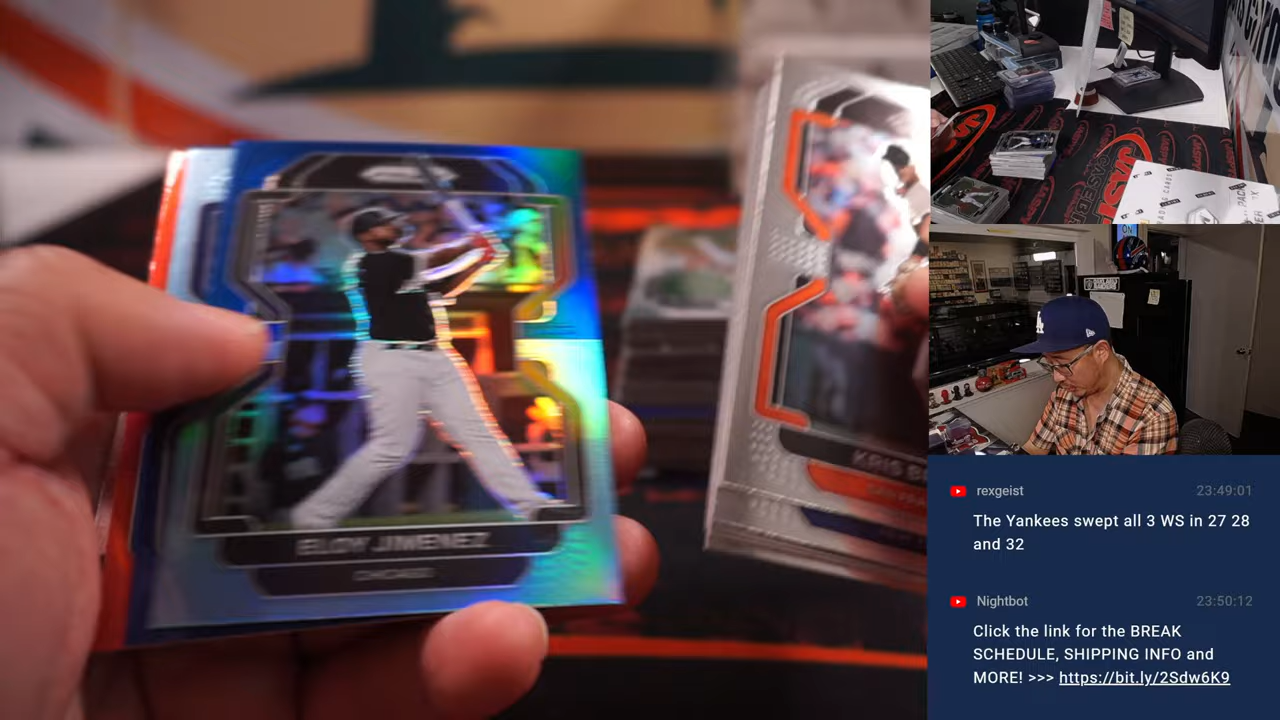 ELOY JIMENEZ
CHICAGO
KRIS B
rexgeist
23:49:01
The Yankees swept all 3 WS in 27 28
and 32
Nightbot
23:50:12
Click the link for the BREAK
SCHEDULE, SHIPPING INFO and
MORE! >>> https://bit.ly/2Sdw6K9